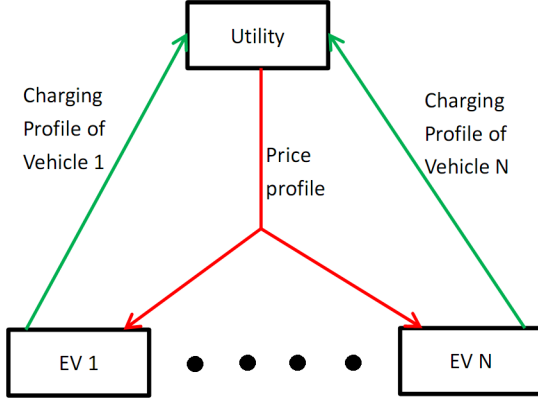 Utility
Charging
Profile of
Vehicle 1
Charging
Profile of
Vehicle N
Price
profile
EV 1
EV N